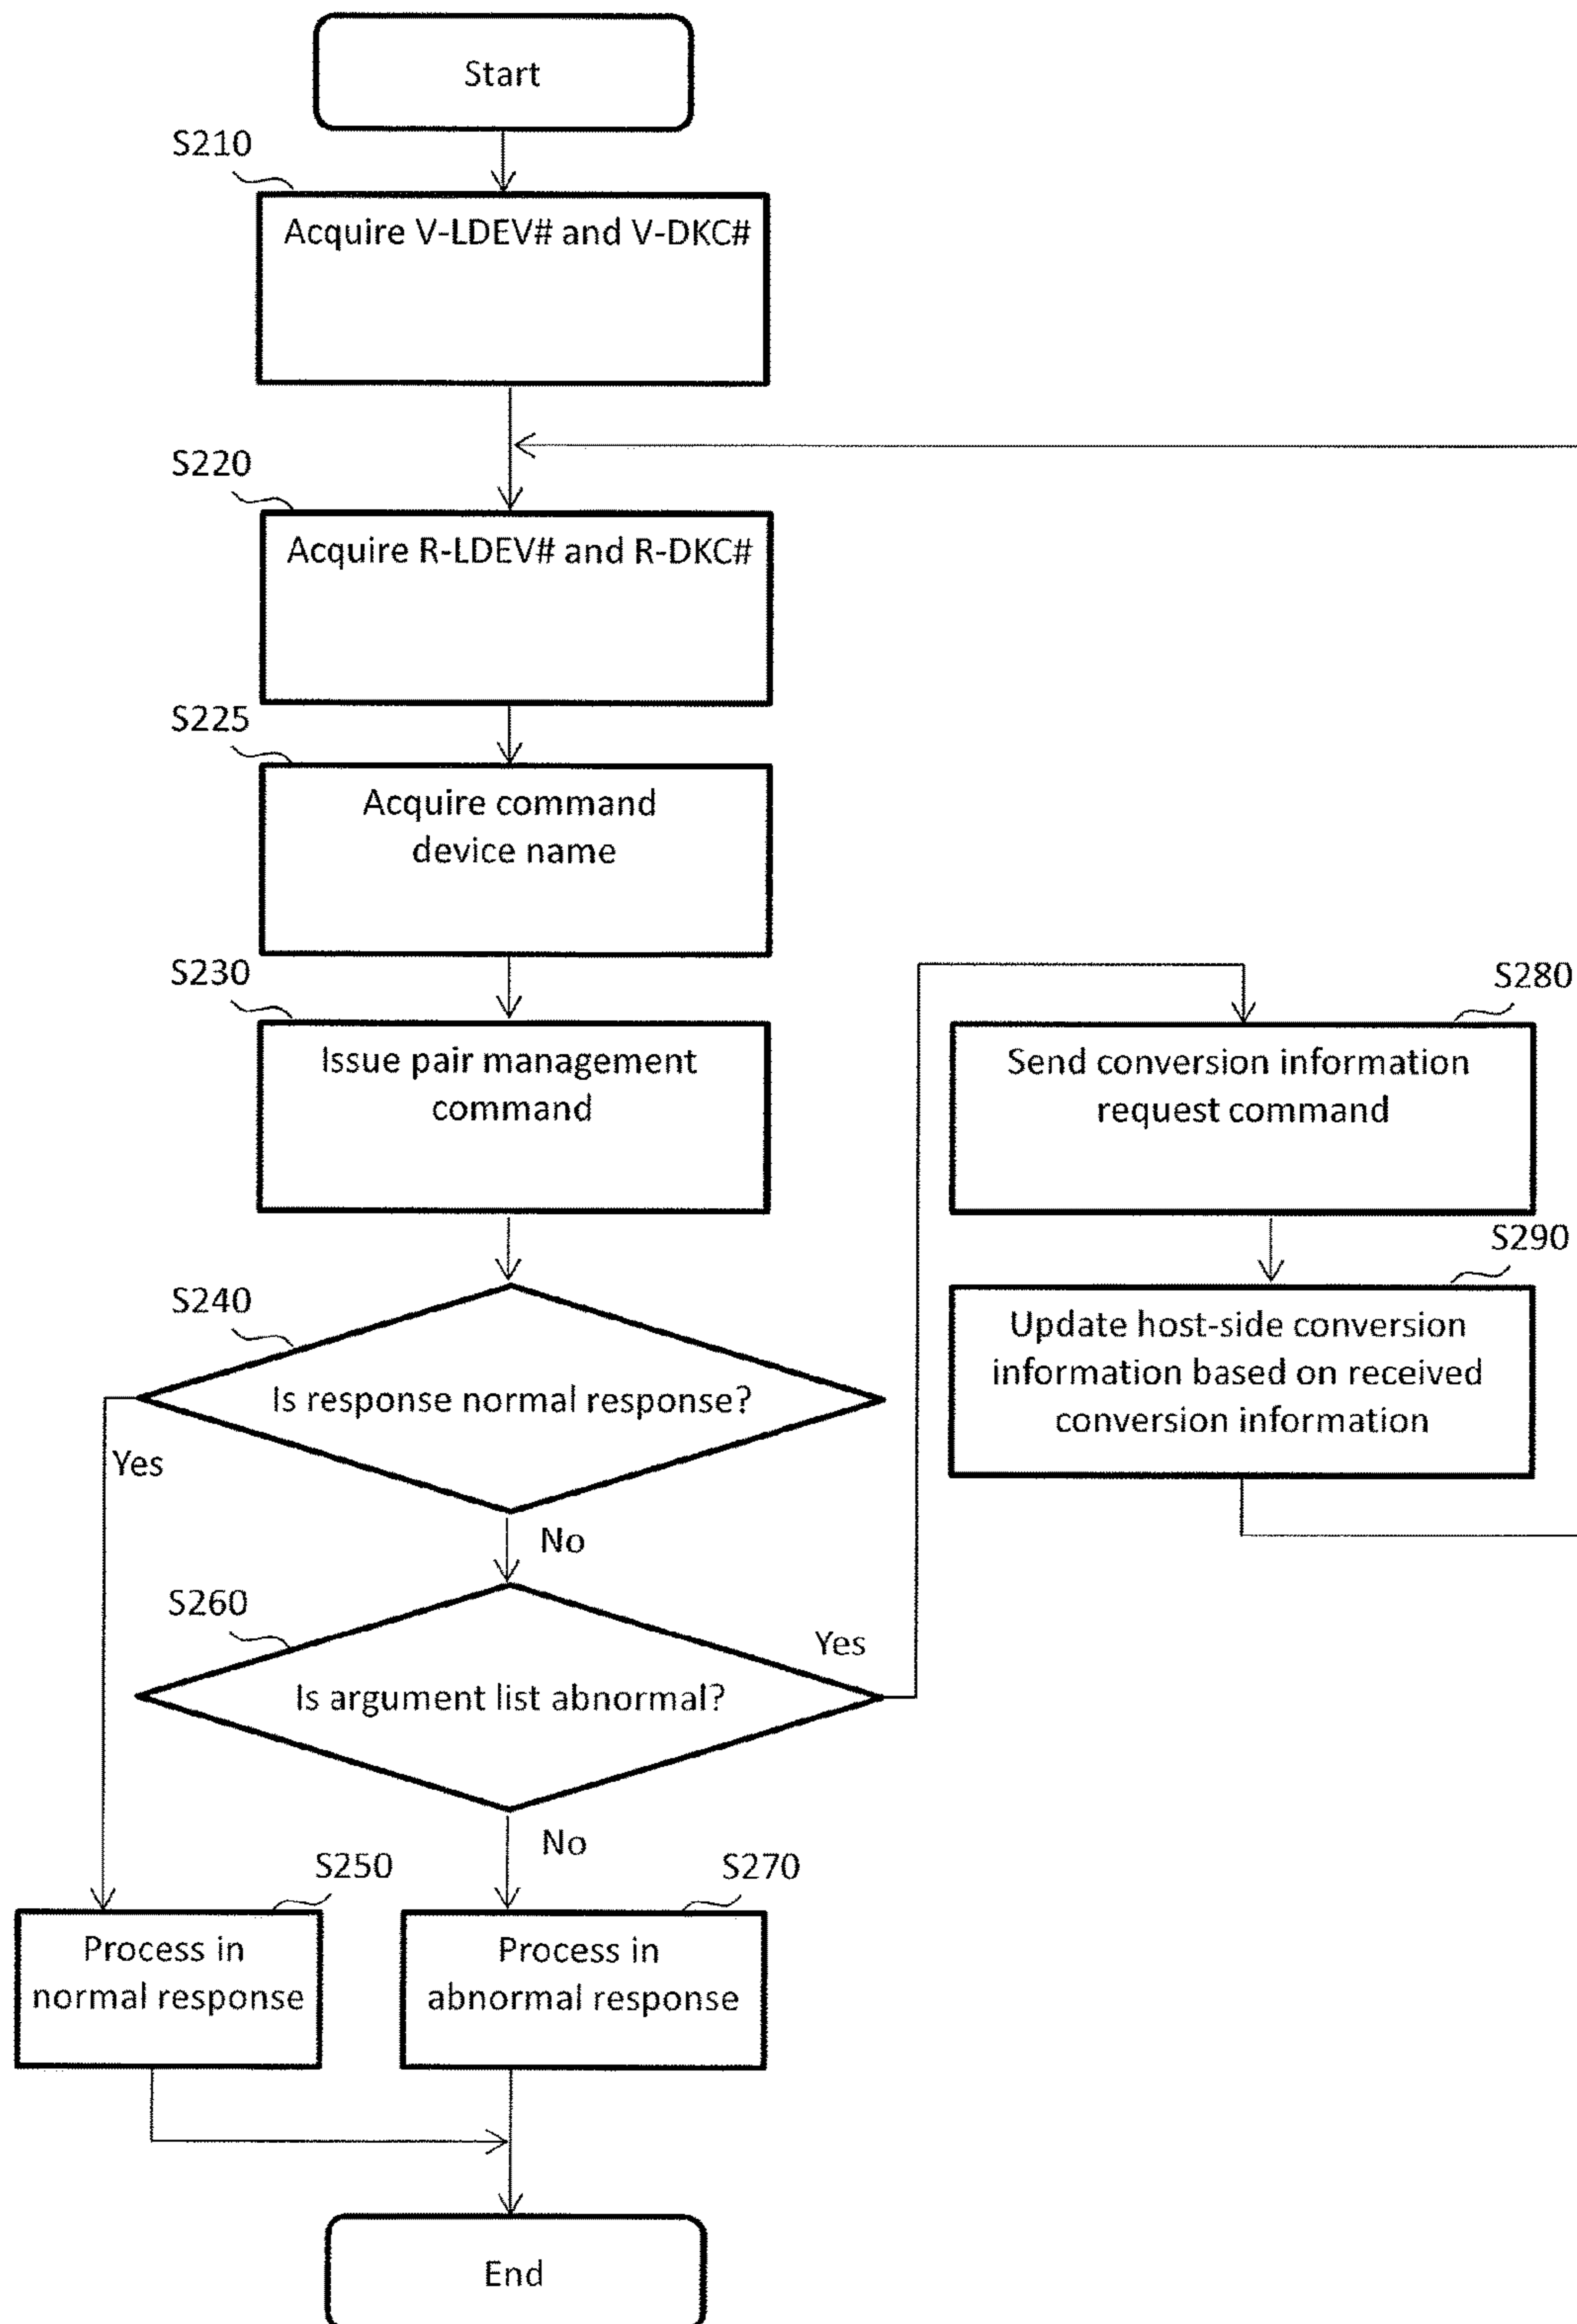 Start
S210
Acquire V-LDEV# and V-DKC#
S220
Acquire R-LDEV# and R-DKC#
S225
Acquire command
device name
S230
Issue pair management
command
S280
Send conversion information
request command
S290
Update host-side conversion
information based on received
conversion information
S240
Is response normal response?
Yes
No
S260
Is argument list abnormal?
Yes
No
S250
Process in
normal response
S270
Process in
abnormal response
End